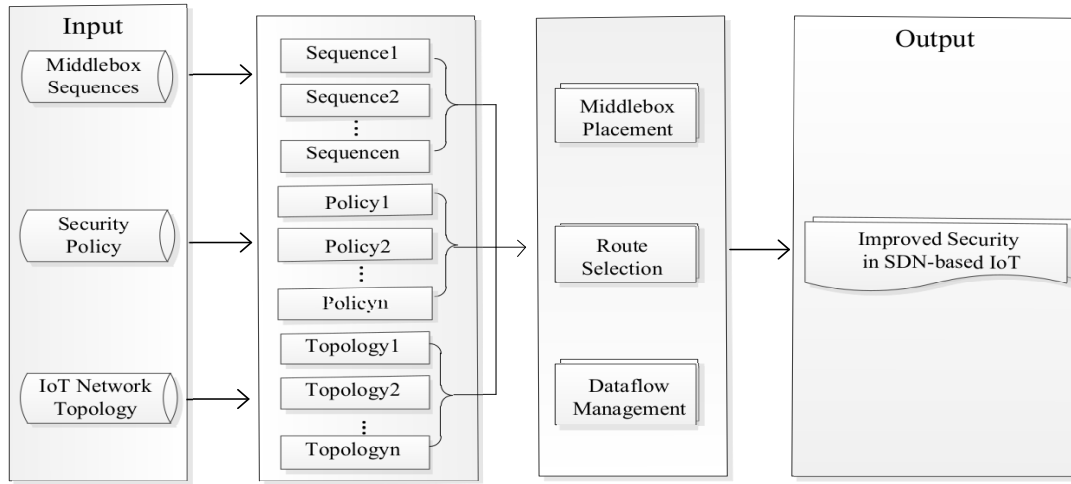 Input
Middlebox
Sequences
Security
Policy
IoT Network
Topology
Sequence1
Sequence2
Sequencen
Policy1
Policy2
Policyn
Topology1
Topology2
Topologyn
Middlebox
Placement
Route
Selection
Dataflow
Management
Output
Improved Security
in SDN-based IoT